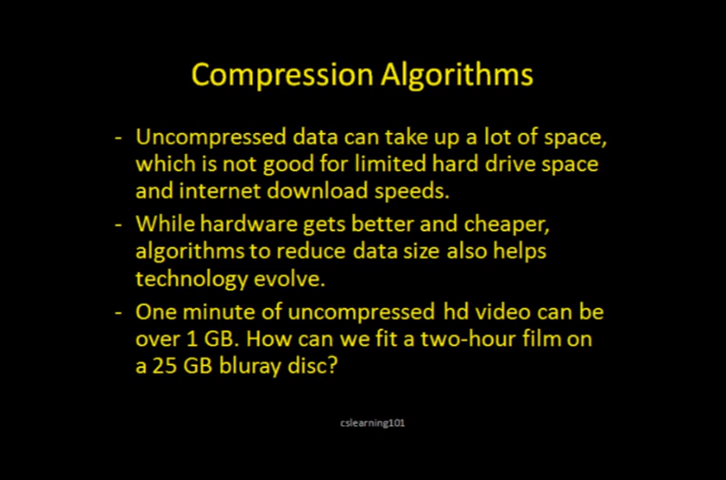 Compression Algorithms
- Uncompressed data can take up a lot of space,
which is not good for limited hard drive space
and internet download speeds.
- While hardware gets better and cheaper,
algorithms to reduce data size also helps
technology evolve.
- One minute of uncompressed hd video can be
over 1 GB. How can we fit a two-hour film on
a 25 GB bluray disc?
cslearning101